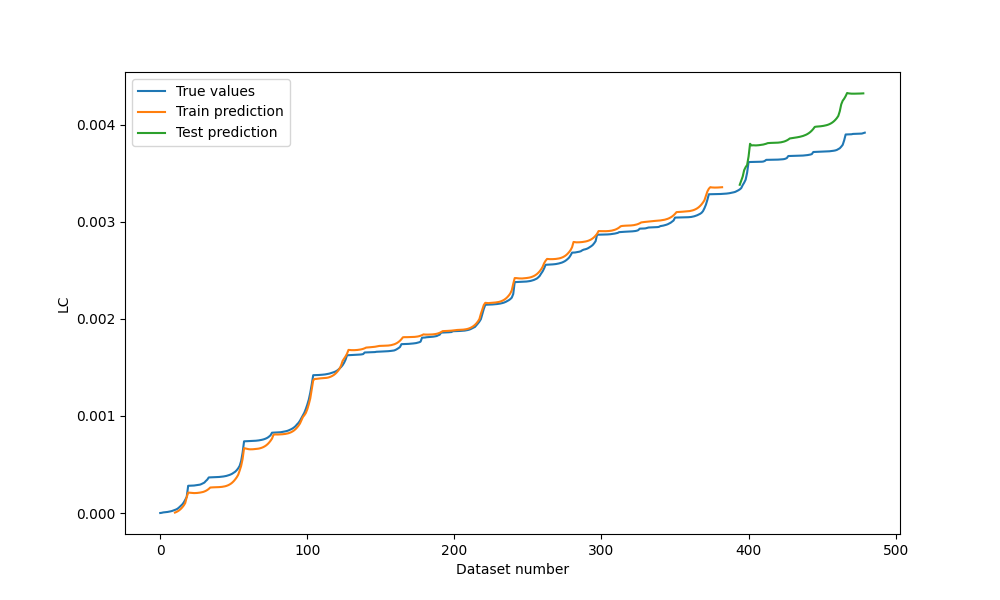 True values
Train prediction
Test prediction
0.004
0.003
0.002
0.001
0.000
LC
0
100
200
300
400
500
Dataset number